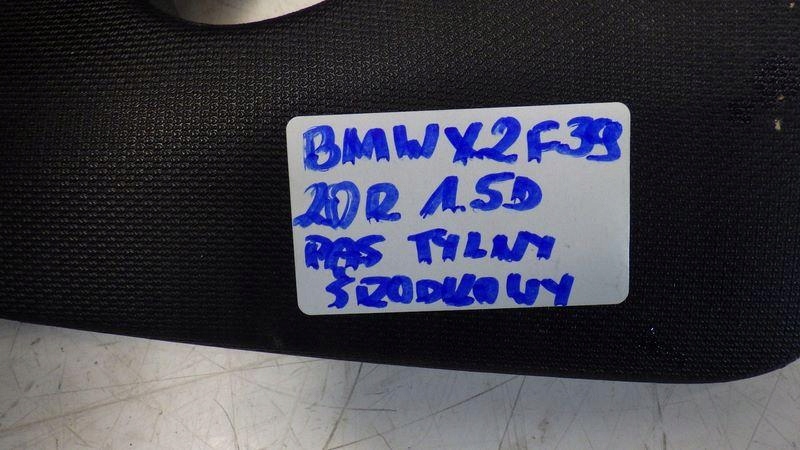 BMW X2 F39
20R 1.5D
PAS TYLNY
ŚRODKOWY